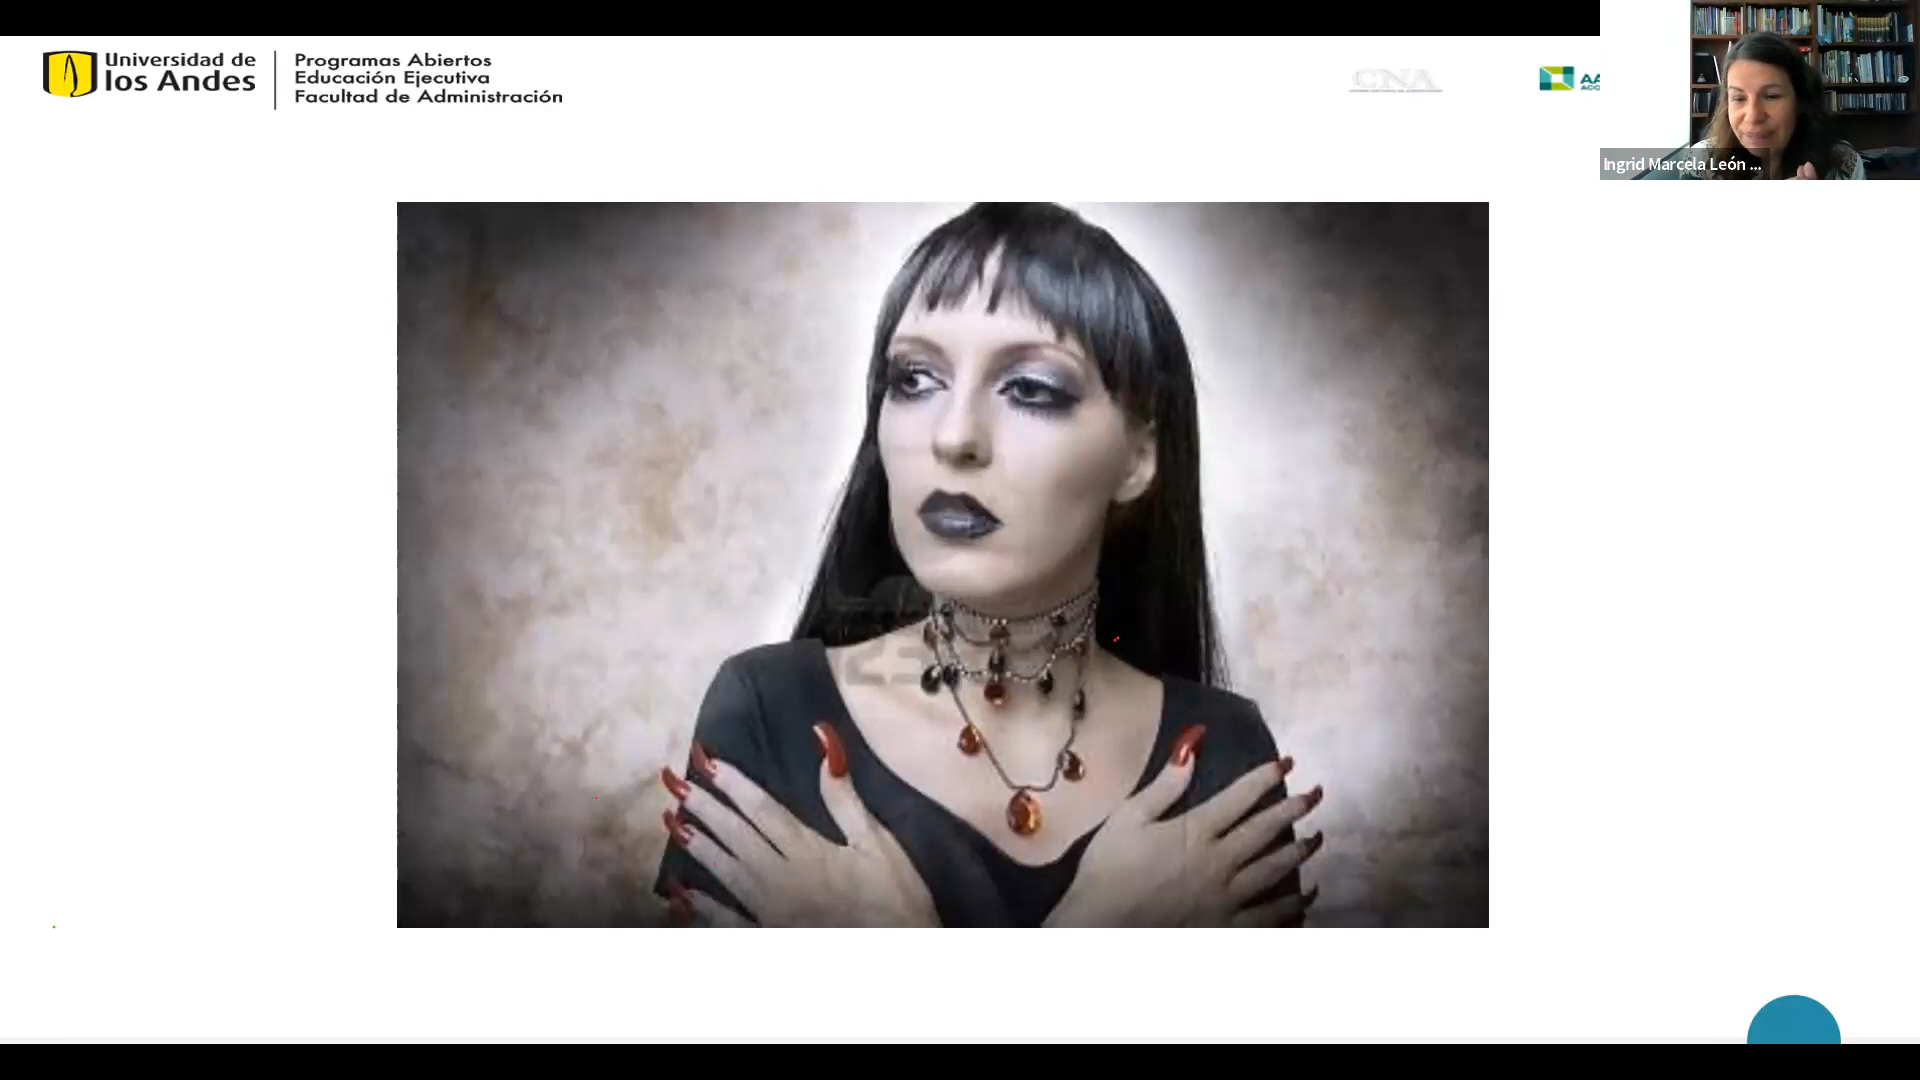 Universidad de
los Andes
Programas Abiertos
Educación Ejecutiva
Facultad de Administración
CNA
Ingrid Marcela León ...